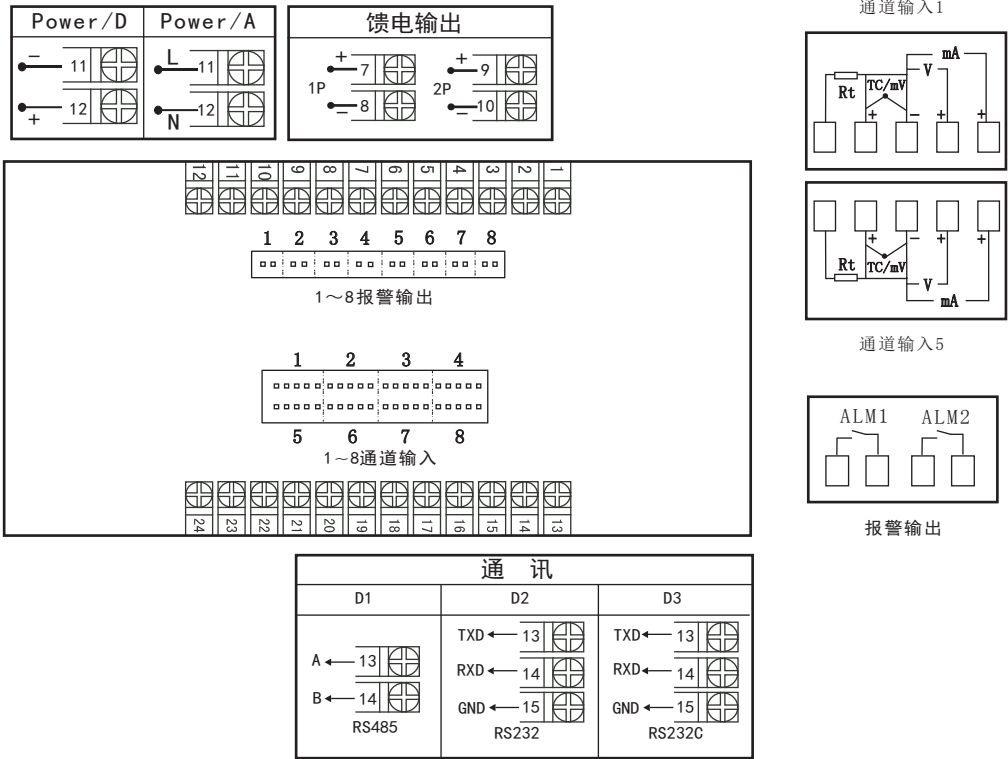 Power/D Power/A
− 11 L 11
+ 12 N 12
馈电输出
1P + 7 2P + 9
− 8 − 10
通道输入1
mA
V
Rt TC/mV
+ − + +
+ − + +
Rt TC/mV
V
mA
通道输入5
12 11 10 9 8 7 6 5 4 3 2 1
1 2 3 4 5 6 7 8
1～8报警输出
1 2 3 4
5 6 7 8
1~8通道输入
24 23 22 21 20 19 18 17 16 15 14 13
ALM1 ALM2
报警输出
通 讯
D1 D2 D3
A 13
B 14
RS485
TXD 13
RXD 14
GND 15
RS232
TXD 13
RXD 14
GND 15
RS232C